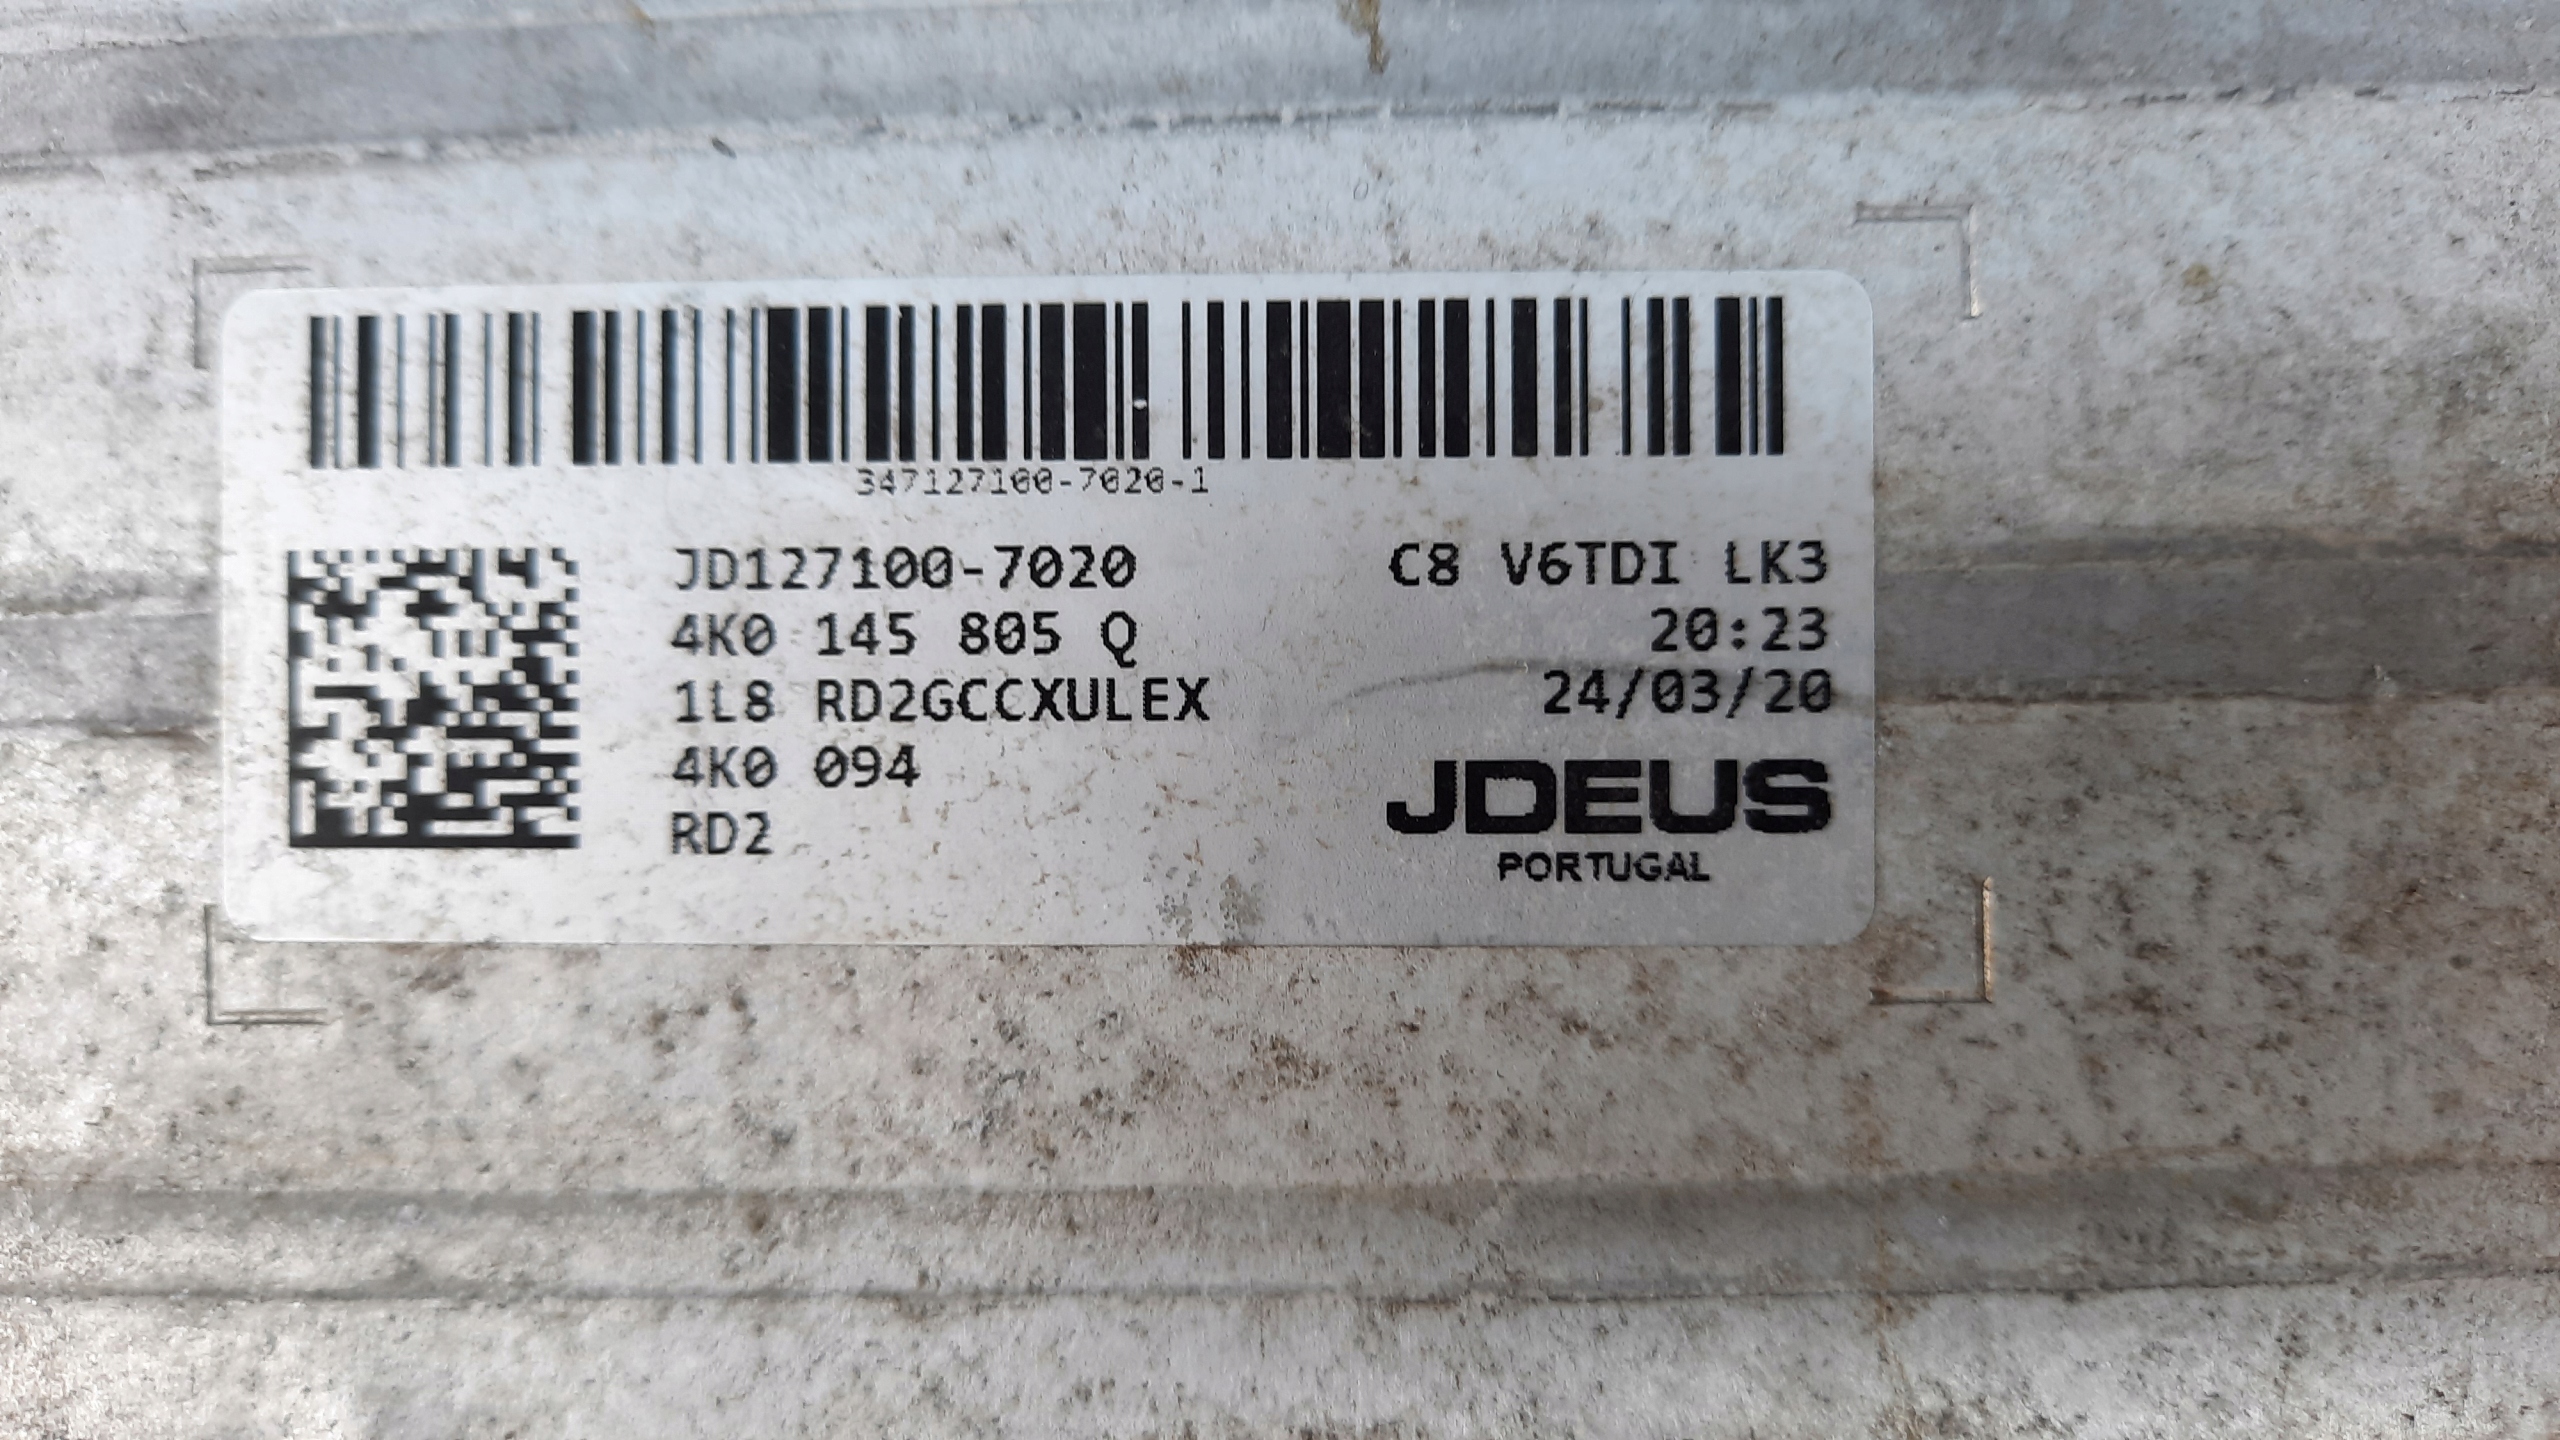 347127100-7020-1
JD127100-7020
4K0 145 805 Q
1L8 RD2GCCXULEX
4K0 094
RD2
C8 V6TDI LK3
20:23
24/03/20
JDEUS
PORTUGAL